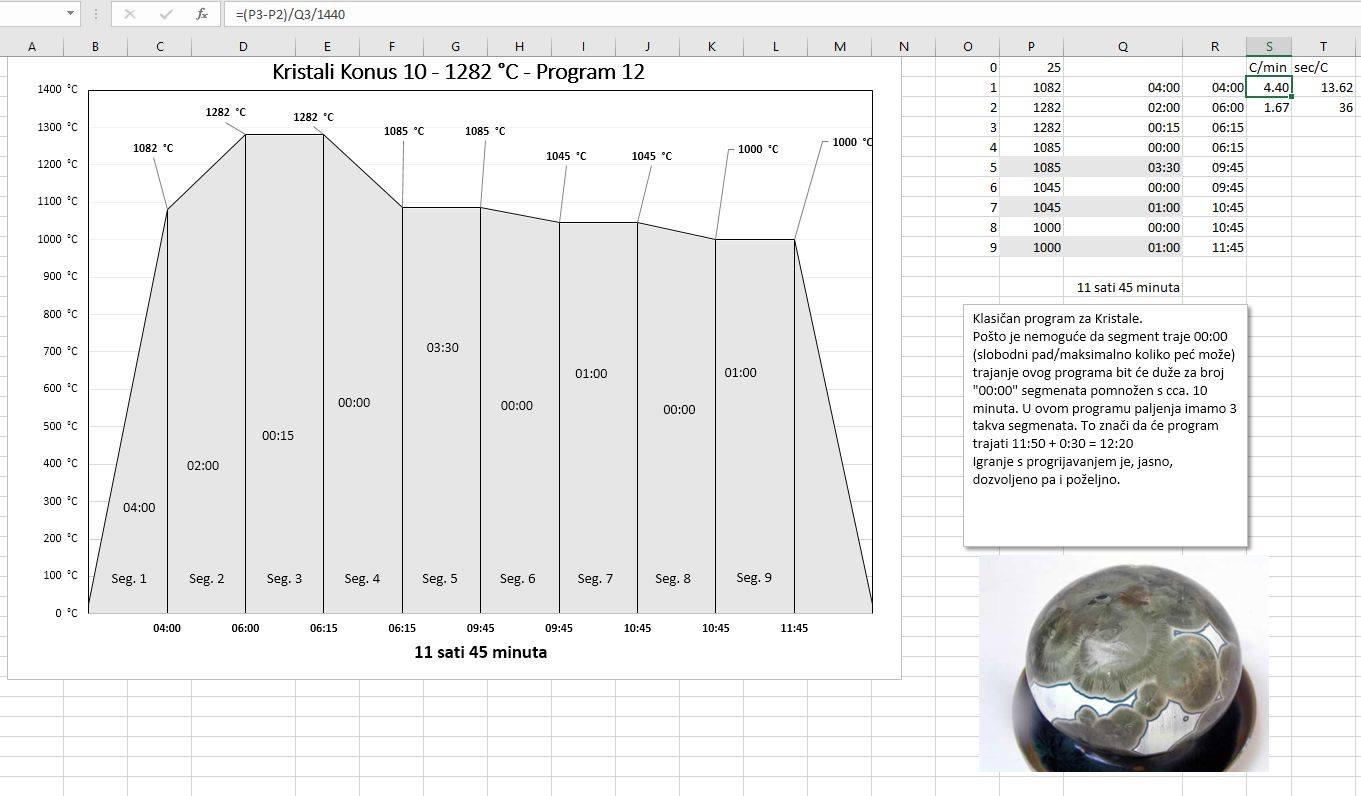 =(P3-P2)/Q3/1440
A B C D E F G H I J K L M N O P Q R S T
Kristali Konus 10 - 1282 °C - Program 12
1400 °C
1300 °C
1200 °C
1100 °C
1000 °C
900 °C
800 °C
700 °C
600 °C
500 °C
400 °C
300 °C
200 °C
100 °C
0 °C
1082 °C
1282 °C
1282 °C
1085 °C
1085 °C
1045 °C
1045 °C
1000 °C
1000 °C
04:00
02:00
00:15
00:00
03:30
00:00
01:00
00:00
01:00
Seg. 1 Seg. 2 Seg. 3 Seg. 4 Seg. 5 Seg. 6 Seg. 7 Seg. 8 Seg. 9
04:00 06:00 06:15 06:15 09:45 09:45 10:45 10:45 11:45
11 sati 45 minuta
0 25 C/min sec/C
1 1082 04:00 04:00 4.40 13.62
2 1282 02:00 06:00 1.67 36
3 1282 00:15 06:15
4 1085 00:00 06:15
5 1085 03:30 09:45
6 1045 00:00 09:45
7 1045 01:00 10:45
8 1000 00:00 10:45
9 1000 01:00 11:45
11 sati 45 minuta
Klasičan program za Kristale.
Pošto je nemoguće da segment traje 00:00
(slobodni pad/maksimalno koliko peć može)
trajanje ovog programa bit će duže za broj
"00:00" segmenata pomnožen s cca. 10
minuta. U ovom programu paljenja imamo 3
takva segmenata. To znači da će program
trajati 11:50 + 0:30 = 12:20
Igranje s progrijavanjem je, jasno,
dozvoljeno pa i poželjno.